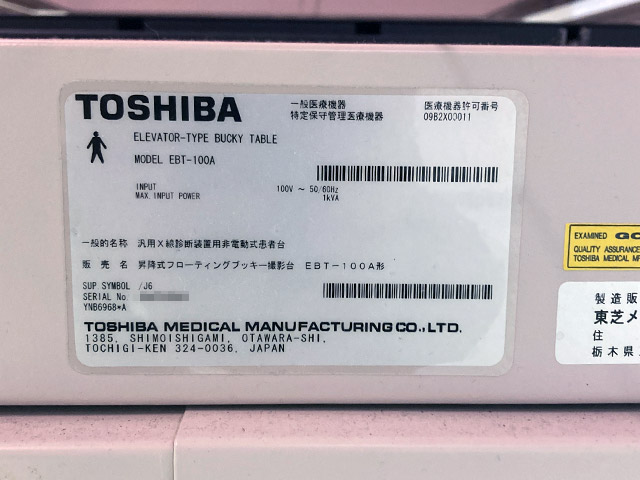 TOSHIBA
一般医療機器
特定保守管理医療機器
医療機器許可番号
09B2X00011
ELEVATOR-TYPE BUCKY TABLE
MODEL EBT-100A
INPUT 100V ~ 50/60Hz
MAX. INPUT POWER 1kVA
一般的名称 汎用X線診断装置用非電動式患者台
販売名 昇降式フローティングブッキー撮影台 EBT-100A形
SUP SYMBOL /J6
SERIAL No.
YNB6968*A
TOSHIBA MEDICAL MANUFACTURING CO., LTD.
1385, SHIMOISHIGAMI, OTAWARA-SHI,
TOCHIGI-KEN 324-0036, JAPAN
EXAMINED
QUALITY ASSURANCE
TOSHIBA MEDICAL
製造販
東芝メ
住
栃木県